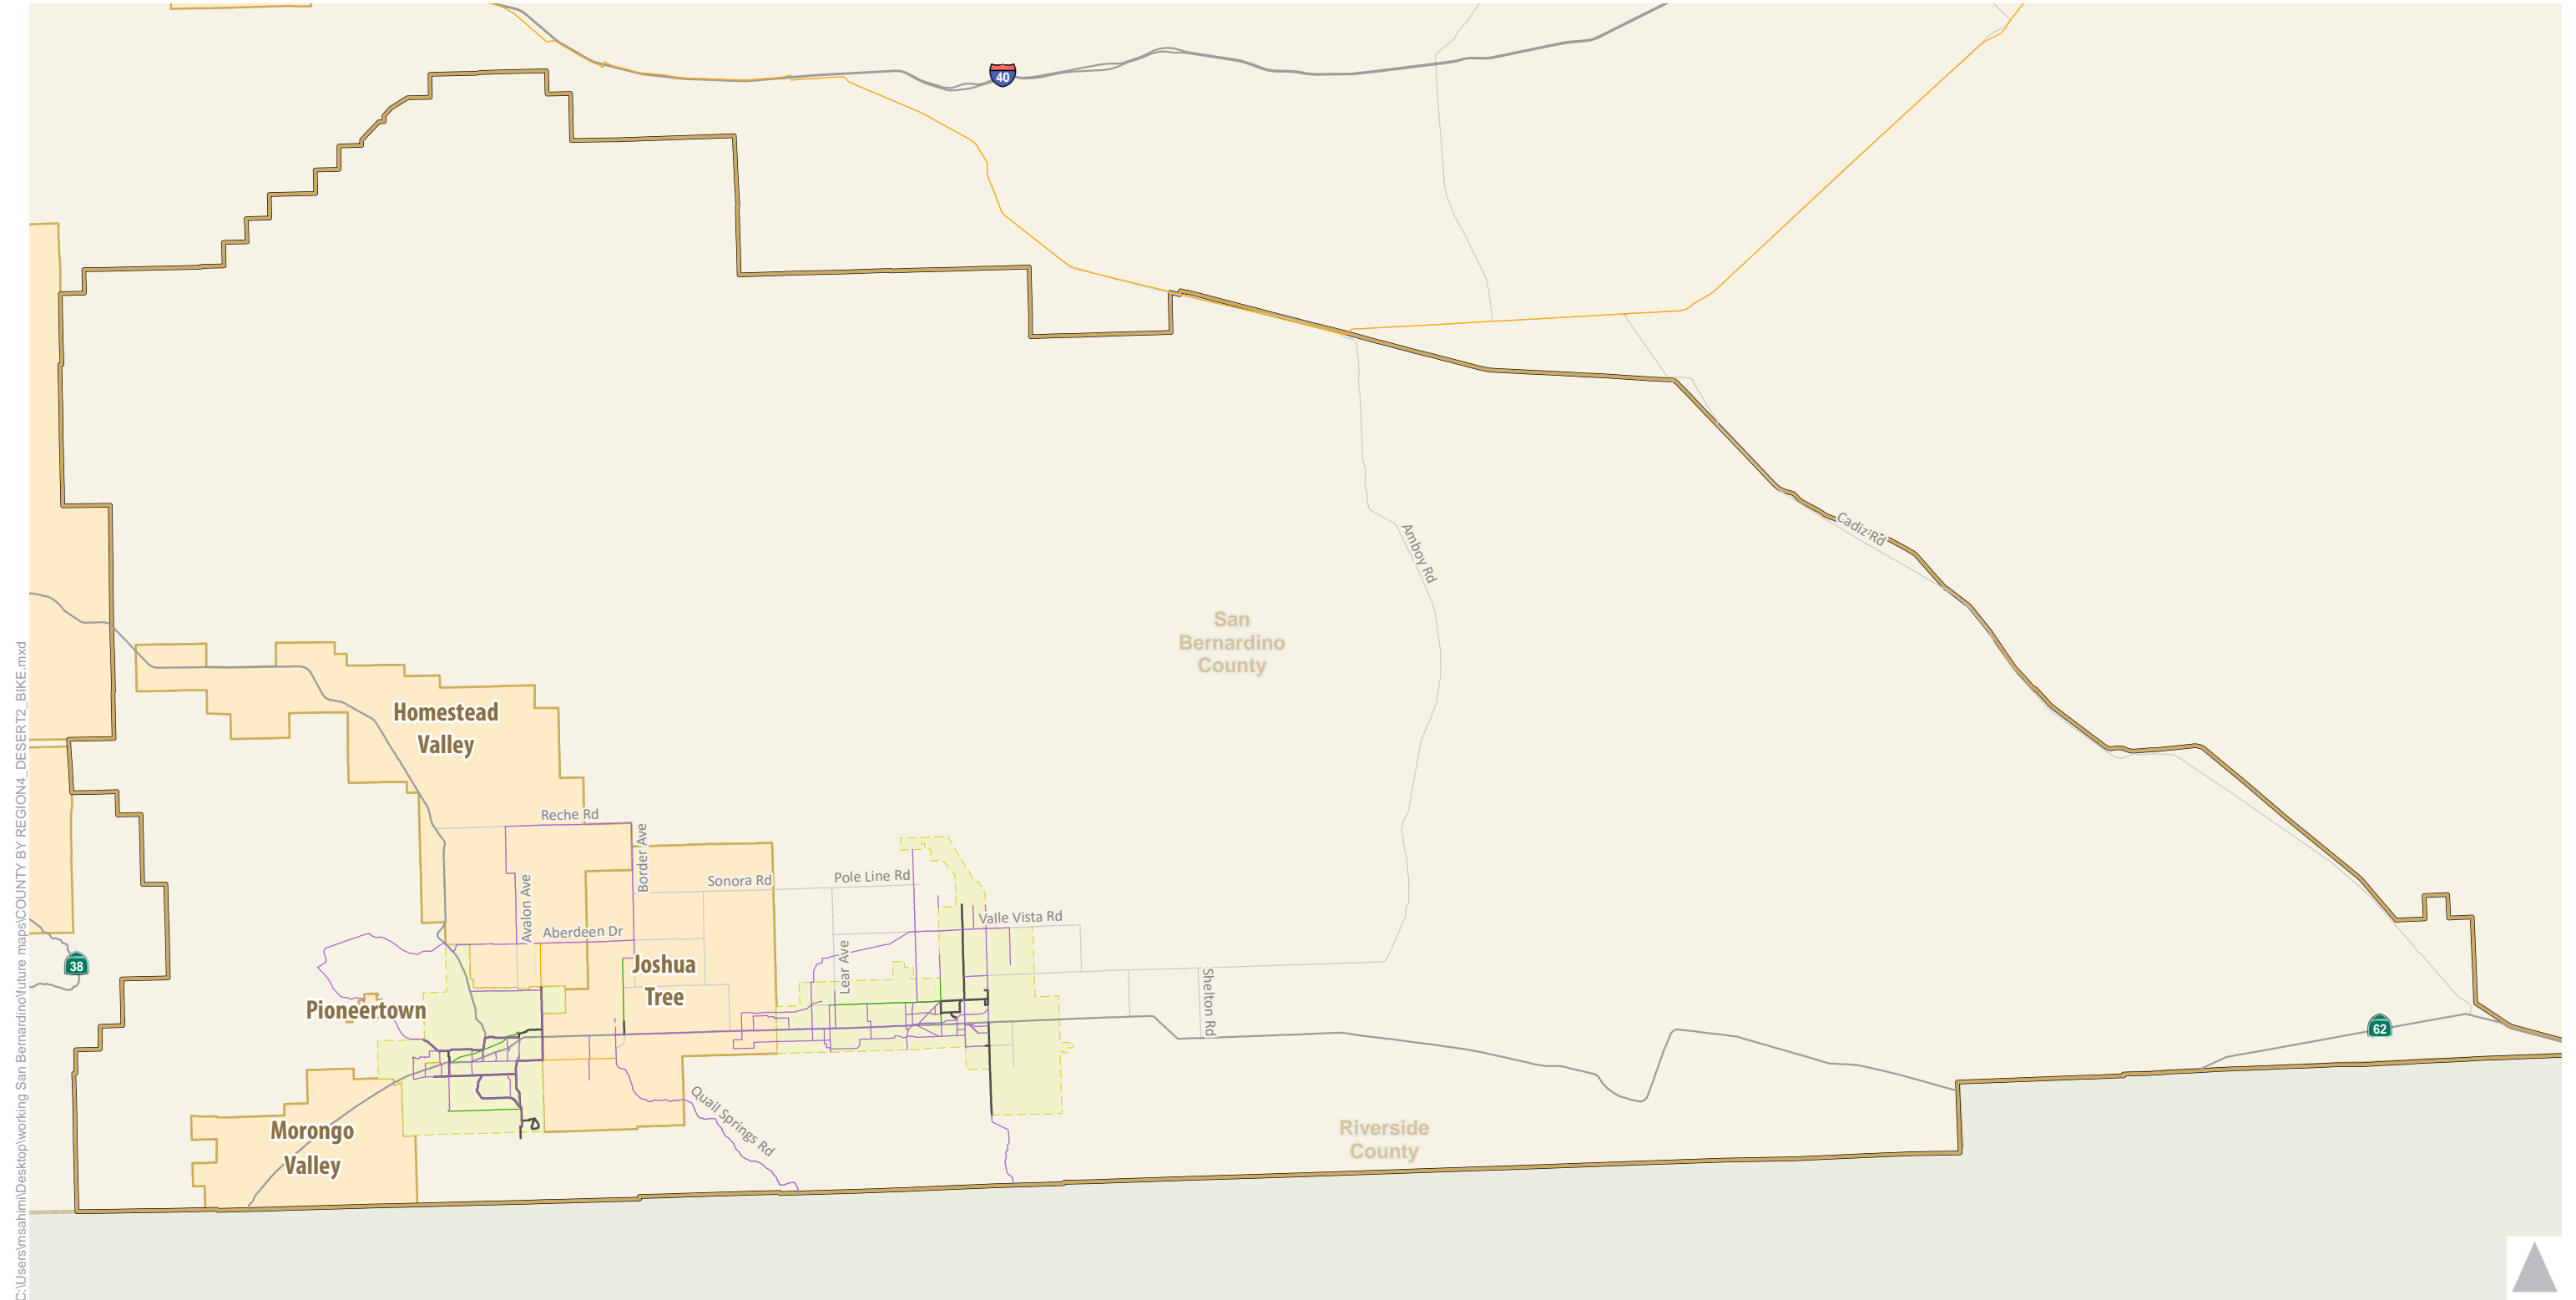 40
Cadiz Rd
Amboy Rd
San
Bernardino
County
Homestead
Valley
Reche Rd
Border Ave
Sonora Rd
Pole Line Rd
Avalon Ave
Valle Vista Rd
Aberdeen Dr
Lear Ave
38
Joshua
Tree
Shelton Rd
Pioneertown
62
Quail Springs Rd
Morongo
Valley
Riverside
County
C:\Users\msahimi\Desktop\working San Bernardino\future maps\COUNTY BY REGION4_DESERT2_BIKE.mxd